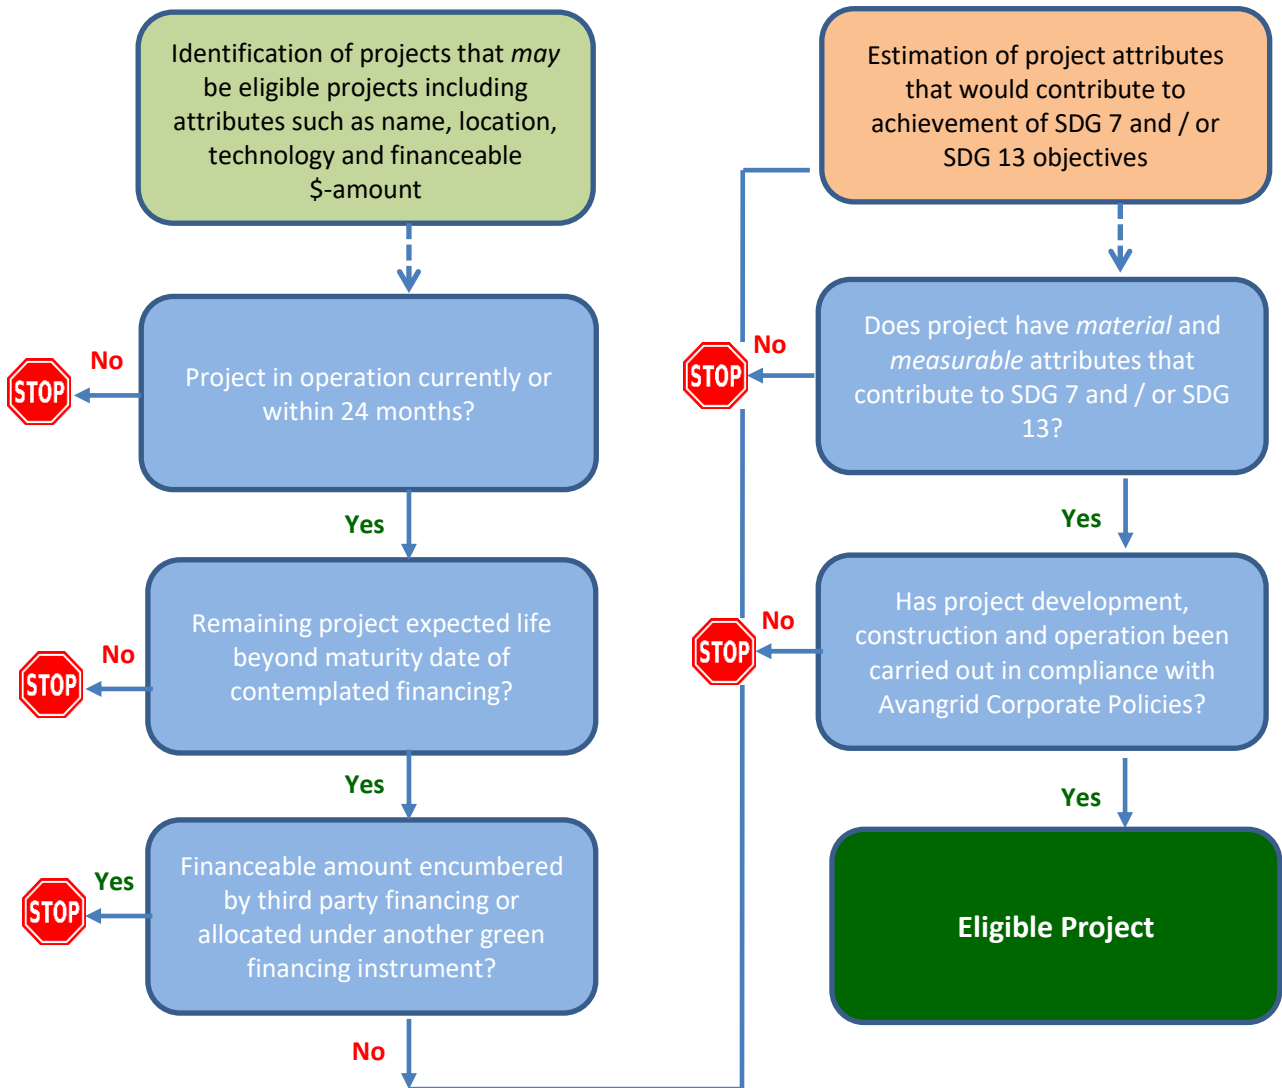 Identification of projects that may
be eligible projects including
attributes such as name, location,
technology and financeable
$-amount
No
STOP
Project in operation currently or
within 24 months?
Yes
No
STOP
Remaining project expected life
beyond maturity date of
contemplated financing?
Yes
Yes
STOP
Financeable amount encumbered
by third party financing or
allocated under another green
financing instrument?
No
Estimation of project attributes
that would contribute to
achievement of SDG 7 and / or
SDG 13 objectives
No
STOP
Does project have material and
measurable attributes that
contribute to SDG 7 and / or SDG
13?
Yes
No
STOP
Has project development,
construction and operation been
carried out in compliance with
Avangrid Corporate Policies?
Yes
Eligible Project